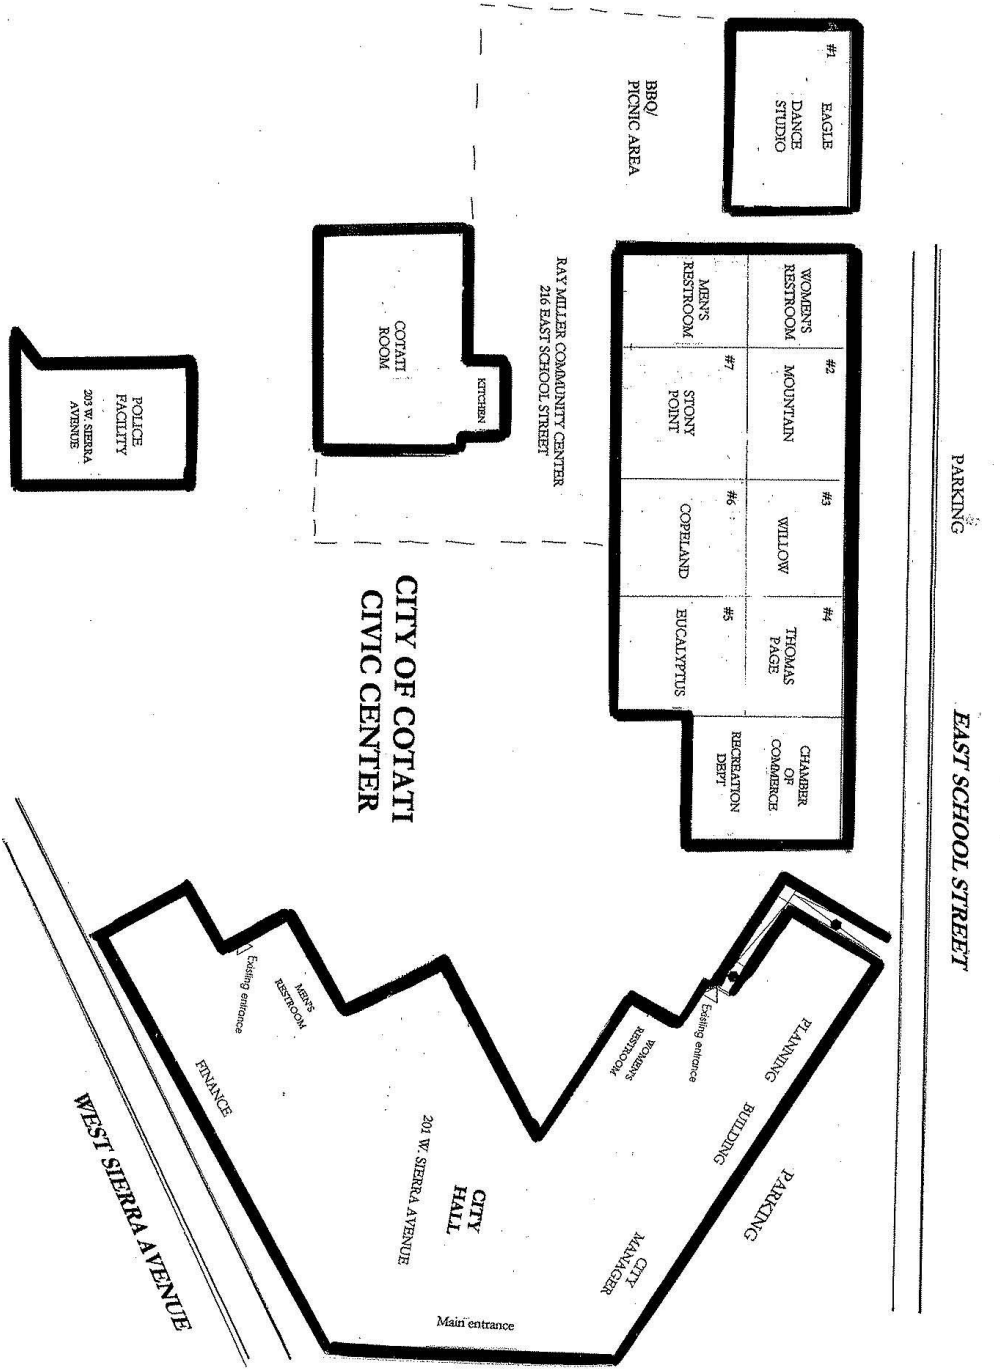 EAST SCHOOL STREET
PARKING
#1
EAGLE
DANCE
STUDIO
BBQ/
PICNIC AREA
WOMEN'S
RESTROOM
#2
MOUNTAIN
#3
WILLOW
#4
THOMAS
PAGE
CHAMBER
OF
COMMERCE
MEN'S
RESTROOM
#7
STONY
POINT
#6
COPELAND
#5
EUCALYPTUS
RECREATION
DEPT
RAY MILLER COMMUNITY CENTER
216 EAST SCHOOL STREET
KITCHEN
COTATI
ROOM
CITY OF COTATI
CIVIC CENTER
POLICE
FACILITY
203 W. SIERRA
AVENUE
PLANNING
BUILDING
PARKING
Existing entrance
WOMEN'S
RESTROOM
CITY
MANAGER
CITY
HALL
201 W. SIERRA AVENUE
Main entrance
MEN'S
RESTROOM
Existing entrance
FINANCE
WEST SIERRA AVENUE